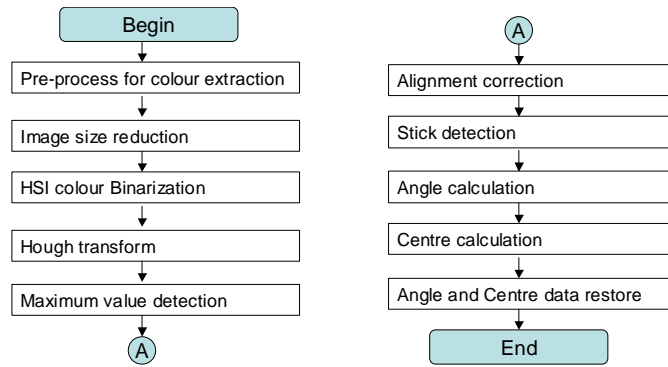 Begin
Pre-process for colour extraction
Image size reduction
HSI colour Binarization
Hough transform
Maximum value detection
A
A
Alignment correction
Stick detection
Angle calculation
Centre calculation
Angle and Centre data restore
End